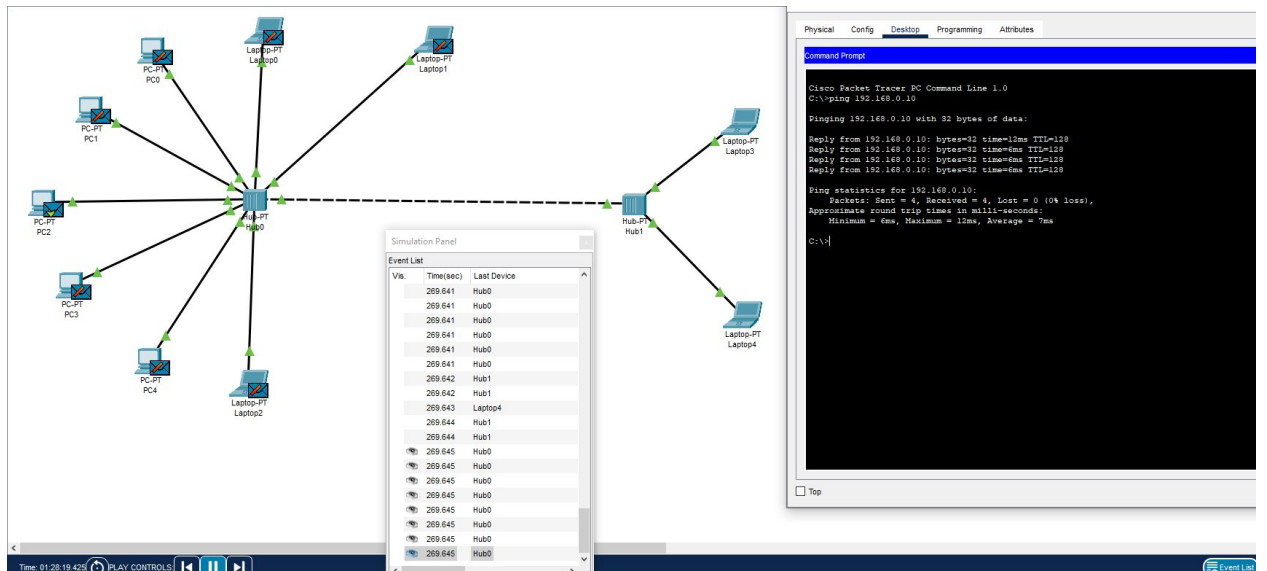 PC-PT
PC0
Laptop-PT
Laptop0
Laptop-PT
Laptop1
PC-PT
PC1
PC-PT
PC2
PC-PT
PC3
PC-PT
PC4
Laptop-PT
Laptop2
Hub-PT
Hub0
Hub-PT
Hub1
Laptop-PT
Laptop3
Laptop-PT
Laptop4
Simulation Panel
Event List
Vis. Time(sec) Last Device
269.641 Hub0
269.641 Hub0
269.641 Hub0
269.641 Hub0
269.641 Hub0
269.641 Hub0
269.642 Hub1
269.642 Hub1
269.643 Laptop4
269.644 Hub1
269.644 Hub1
269.645 Hub0
269.645 Hub0
269.645 Hub0
269.645 Hub0
269.645 Hub0
269.645 Hub0
269.645 Hub0
269.645 Hub0
Physical Config Desktop Programming Attributes
Command Prompt
Cisco Packet Tracer PC Command Line 1.0
C:\>ping 192.168.0.10
Pinging 192.168.0.10 with 32 bytes of data:
Reply from 192.168.0.10: bytes=32 time=12ms TTL=128
Reply from 192.168.0.10: bytes=32 time=6ms TTL=128
Reply from 192.168.0.10: bytes=32 time=6ms TTL=128
Reply from 192.168.0.10: bytes=32 time=6ms TTL=128
Ping statistics for 192.168.0.10:
Packets: Sent = 4, Received = 4, Lost = 0 (0% loss),
Approximate round trip times in milli-seconds:
Minimum = 6ms, Maximum = 12ms, Average = 7ms
C:\>
Top
Time: 01:28:19.425 PLAY CONTROLS:
Event List